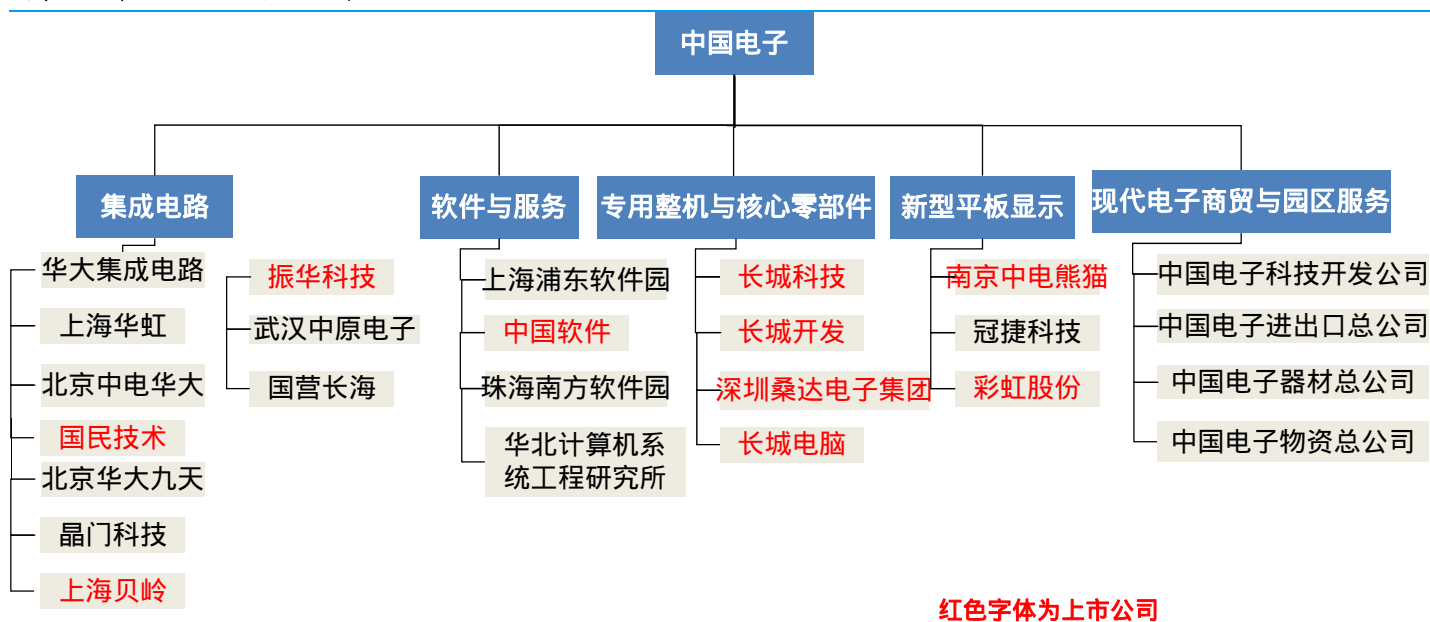 中国电子
集成电路
华大集成电路
上海华虹
北京中电华大
国民技术
北京华大九天
晶门科技
上海贝岭
振华科技
武汉中原电子
国营长海
软件与服务
上海浦东软件园
中国软件
珠海南方软件园
华北计算机系
统工程研究所
专用整机与核心零部件
长城科技
长城开发
深圳桑达电子集团
长城电脑
新型平板显示
南京中电熊猫
冠捷科技
彩虹股份
现代电子商贸与园区服务
中国电子科技开发公司
中国电子进出口总公司
中国电子器材总公司
中国电子物资总公司
红色字体为上市公司